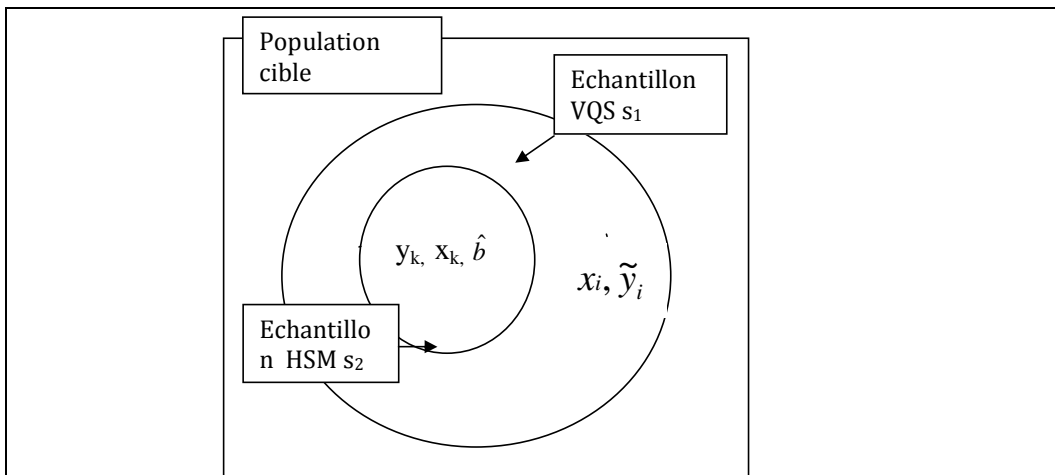 Population
cible
Echantillon
VQS s₁
yₖ, xₖ, b̂
xᵢ, ỹᵢ
Echantillo
n HSM s₂